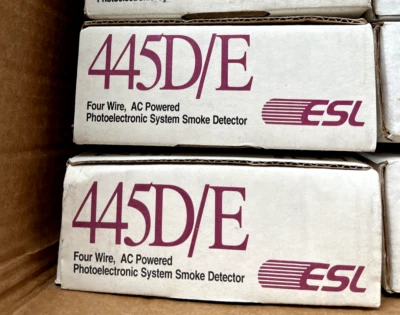 445D/E
Four Wire, AC Powered
Photoelectronic System Smoke Detector
ESL
445D/E
Four Wire, AC Powered
Photoelectronic System Smoke Detector
ESL